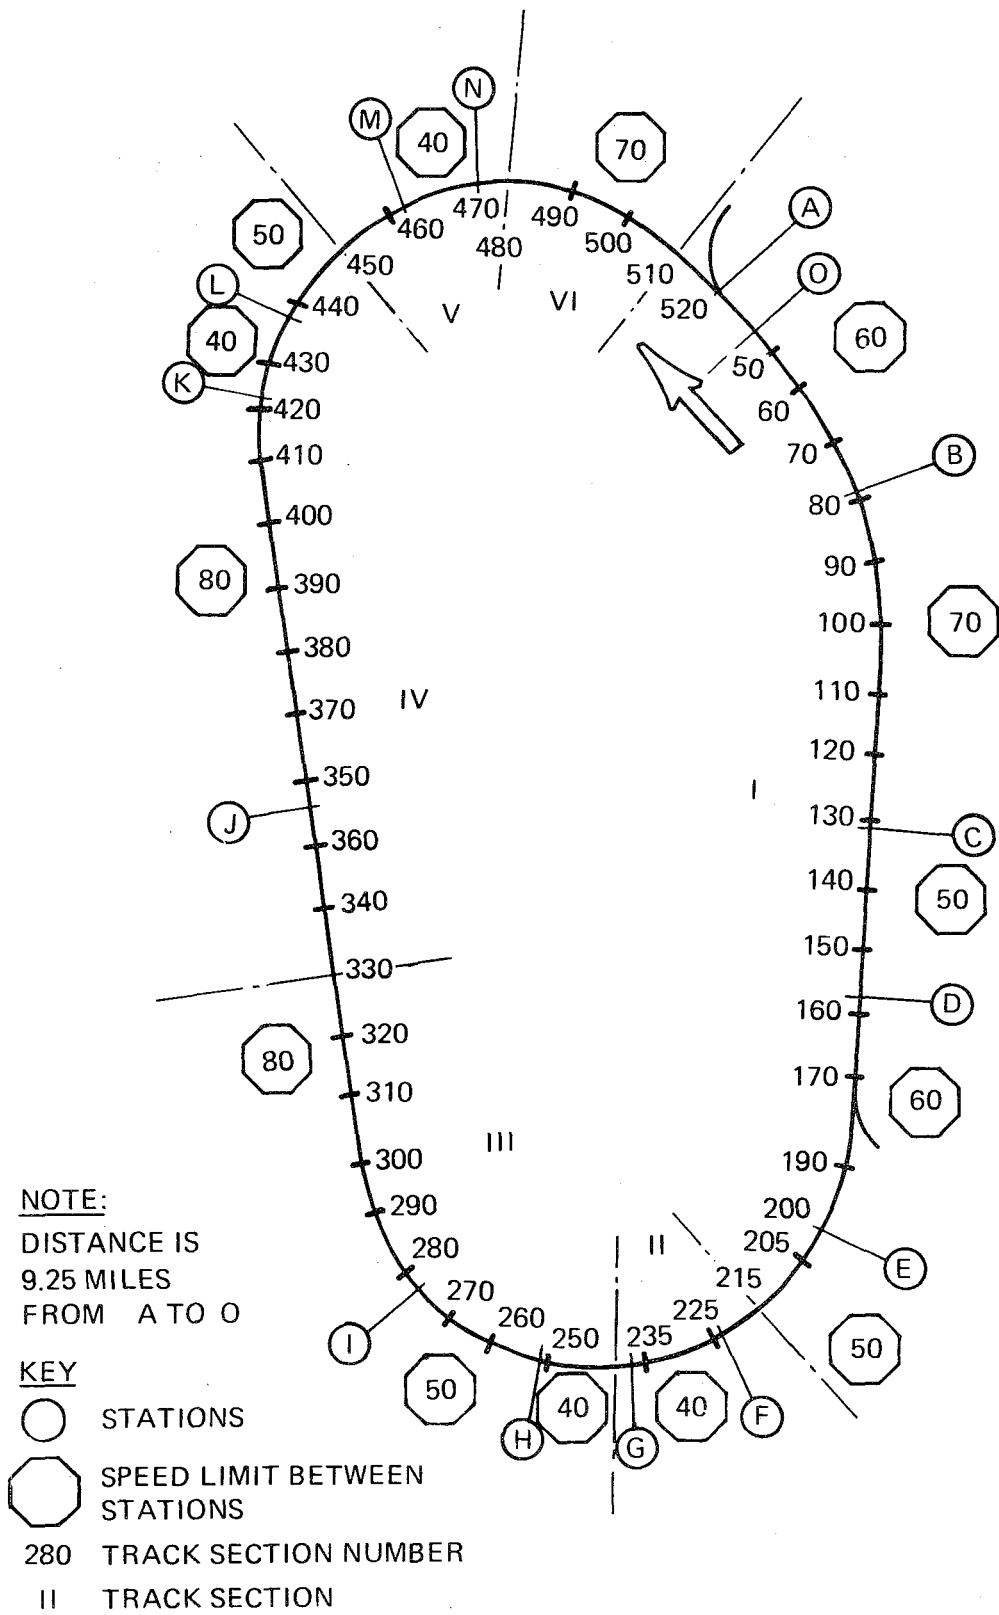 N
M
40
70
A
470
490
460
O
50
500
480
450
510
L
440
520
V
VI
60
40
430
50
K
420
60
410
70
B
80
400
90
80
390
100
70
380
110
IV
370
120
350
I
130
J
C
360
140
50
340
150
330
D
160
320
80
170
310
60
III
300
190
NOTE:
290
200
DISTANCE IS
280
II
205
E
9.25 MILES
270
215
FROM A TO O
260
225
250
235
I
50
KEY
50
40
40
F
STATIONS
H
G
SPEED LIMIT BETWEEN
STATIONS
280 TRACK SECTION NUMBER
II TRACK SECTION